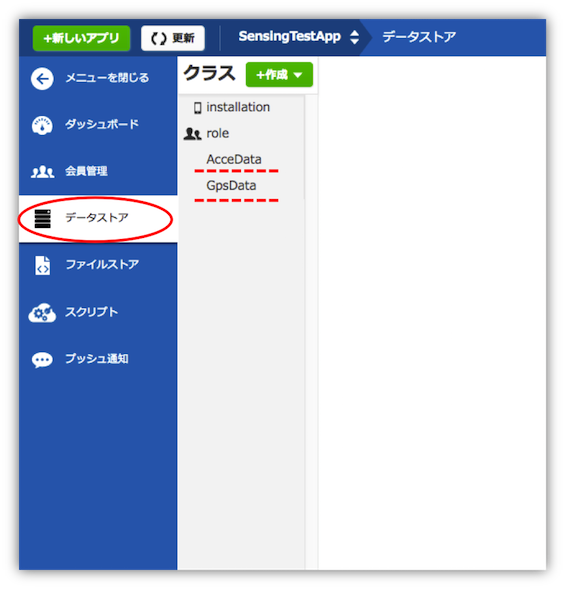 +新しいアプリ
更新
SensingTestApp
データストア
メニューを閉じる
ダッシュボード
会員管理
データストア
ファイルストア
スクリプト
プッシュ通知
クラス
+作成
installation
role
AcceData
GpsData